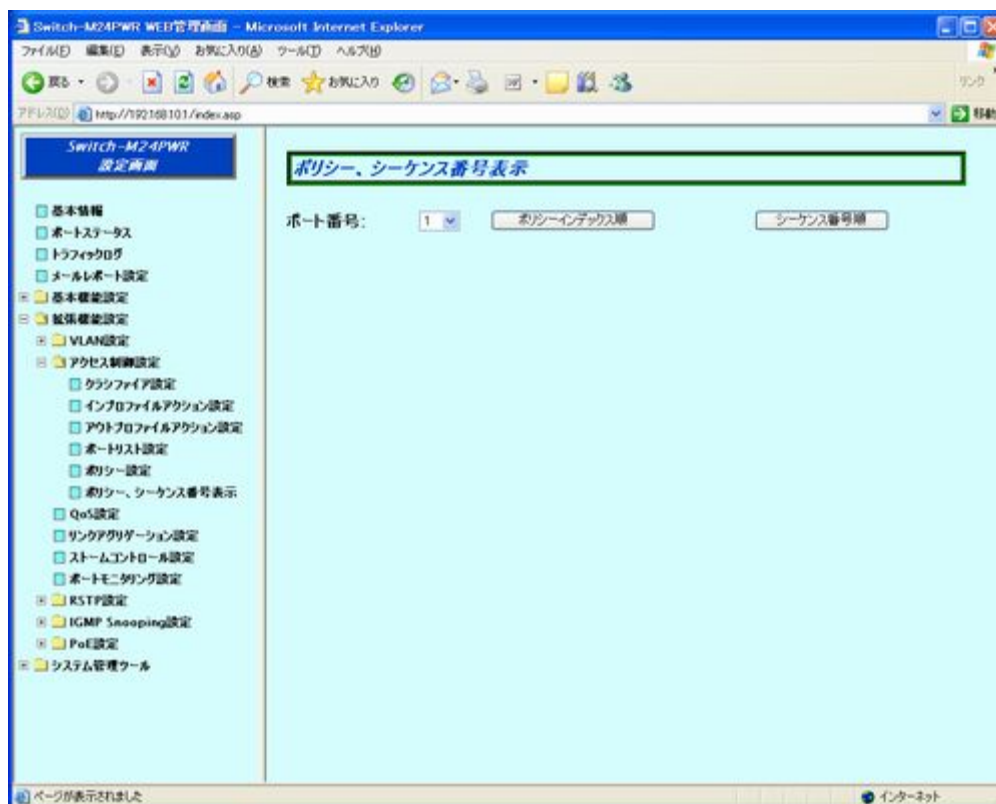 Switch-M24PWR WEB管理画面 - Microsoft Internet Explorer
ファイル(F) 編集(E) 表示(V) お気に入り(A) ツール(T) ヘルプ(H)
戻る 検索 お気に入り リンク
アドレス(D) http://192.168.10.1/index.asp 移動
Switch-M24PWR
設定画面
ポリシー、シーケンス番号表示
ポート番号: 1 ポリシーインデックス順 シーケンス番号順
基本情報
ポートステータス
トラフィックログ
メールレポート設定
基本機能設定
拡張機能設定
VLAN設定
アクセス制御設定
クラシファイア設定
インプロファイルアクション設定
アウトプロファイルアクション設定
ポートリスト設定
ポリシー設定
ポリシー、シーケンス番号表示
QoS設定
リンクアグリゲーション設定
ストームコントロール設定
ポートモニタリング設定
RSTP設定
IGMP Snooping設定
PoE設定
システム管理ツール
ページが表示されました インターネット